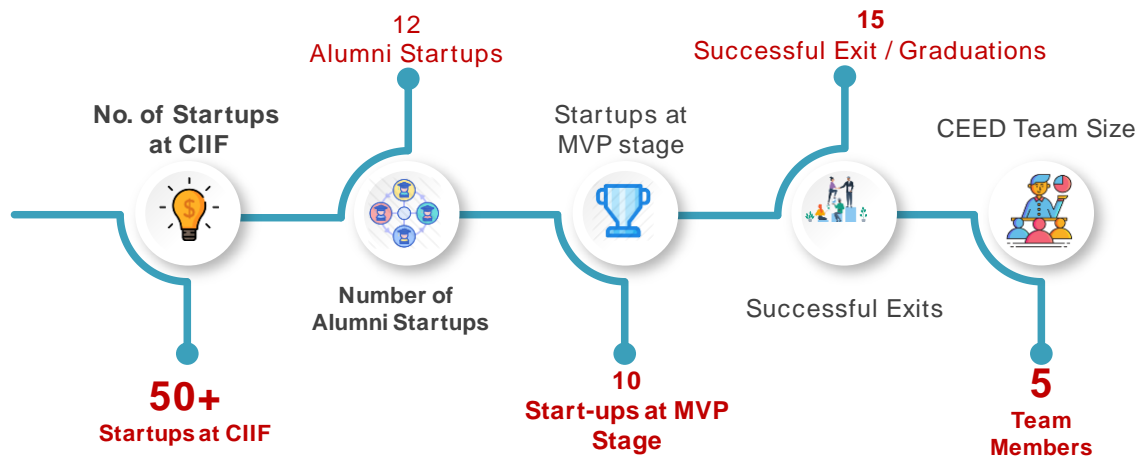 No. of Startups
at CIIF
50+
Startups at CIIF
12
Alumni Startups
Number of
Alumni Startups
Startups at
MVP stage
10
Start-ups at MVP
Stage
15
Successful Exit / Graduations
Successful Exits
CEED Team Size
5
Team
Members